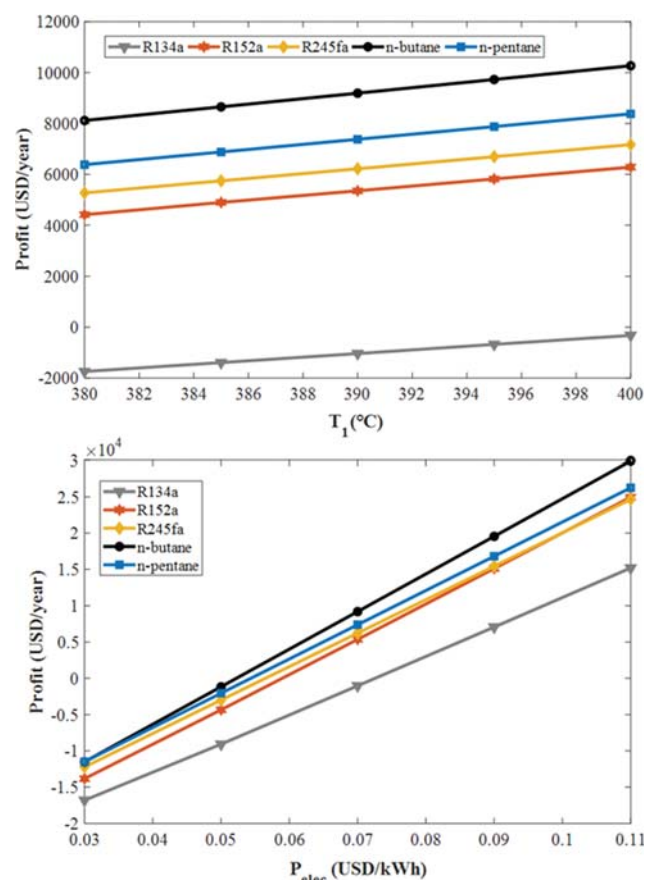 12000
R134a R152a R245fa n-butane n-pentane
10000
8000
6000
4000
2000
0
-2000
Profit (USD/year)
380 382 384 386 388 390 392 394 396 398 400
T1(°C)
×10^4
3
R134a
R152a
R245fa
n-butane
n-pentane
2.5
2
1.5
1
0.5
0
-0.5
-1
-1.5
-2
Profit (USD/year)
0.03 0.04 0.05 0.06 0.07 0.08 0.09 0.1 0.11
Pelec (USD/kWh)